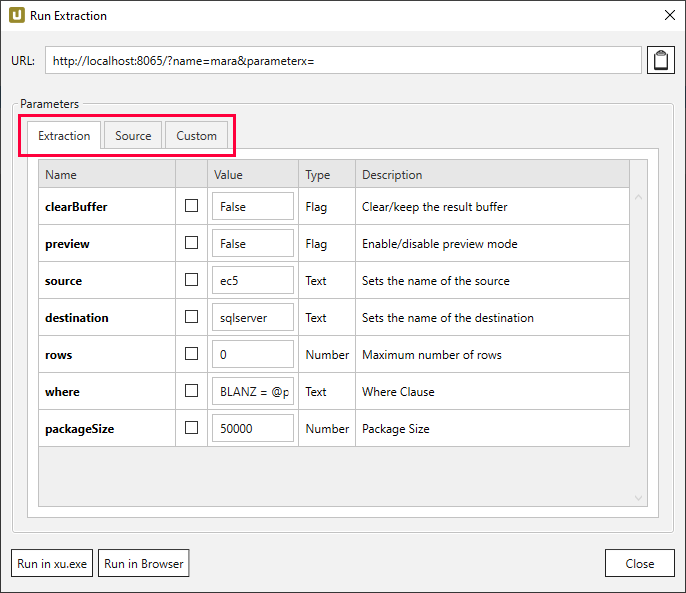 Run Extraction
URL: http://localhost:8065/?name=mara&parameterx=
Parameters
Extraction Source Custom
Name Value Type Description
clearBuffer False Flag Clear/keep the result buffer
preview False Flag Enable/disable preview mode
source ec5 Text Sets the name of the source
destination sqlserver Text Sets the name of the destination
rows 0 Number Maximum number of rows
where BLANZ = @p Text Where Clause
packageSize 50000 Number Package Size
Run in xu.exe Run in Browser Close